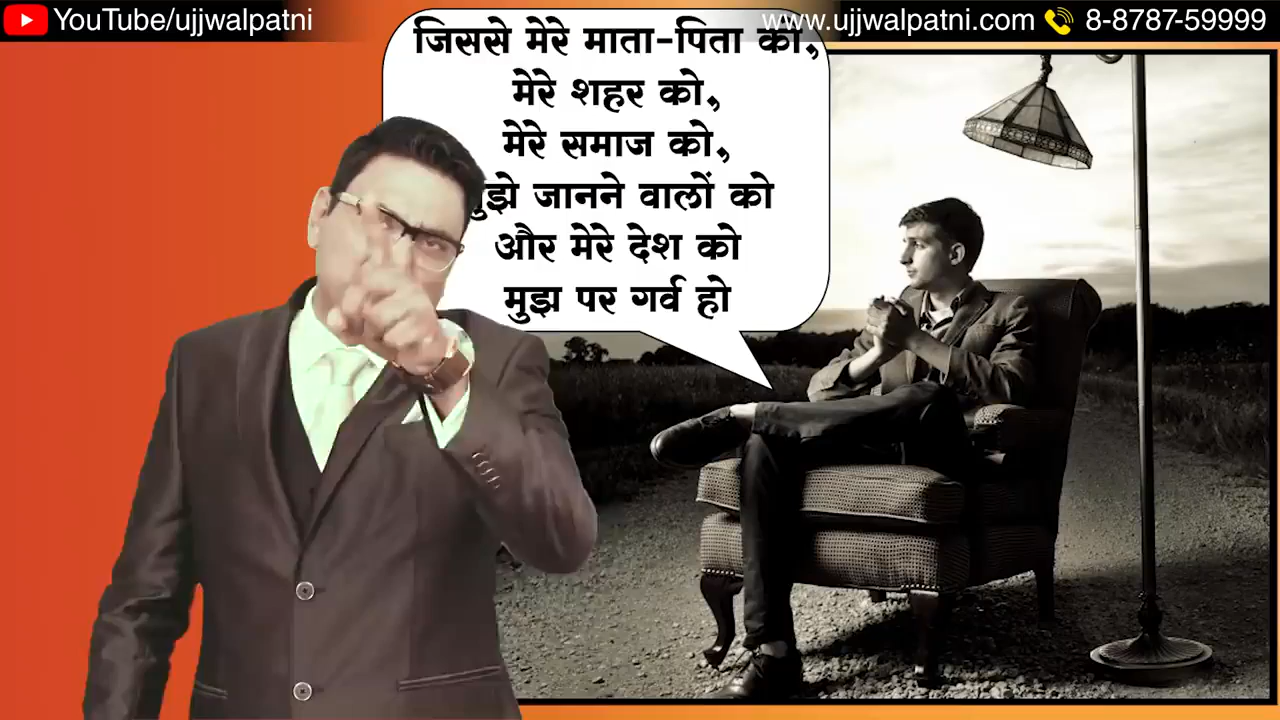 YouTube/ujjwalpatni
www.ujjwalpatni.com 8-8787-59999
जिससे मेरे माता-पिता को,
मेरे शहर को,
मेरे समाज को,
जानने वालों को
और मेरे देश को
मुझ पर गर्व हो